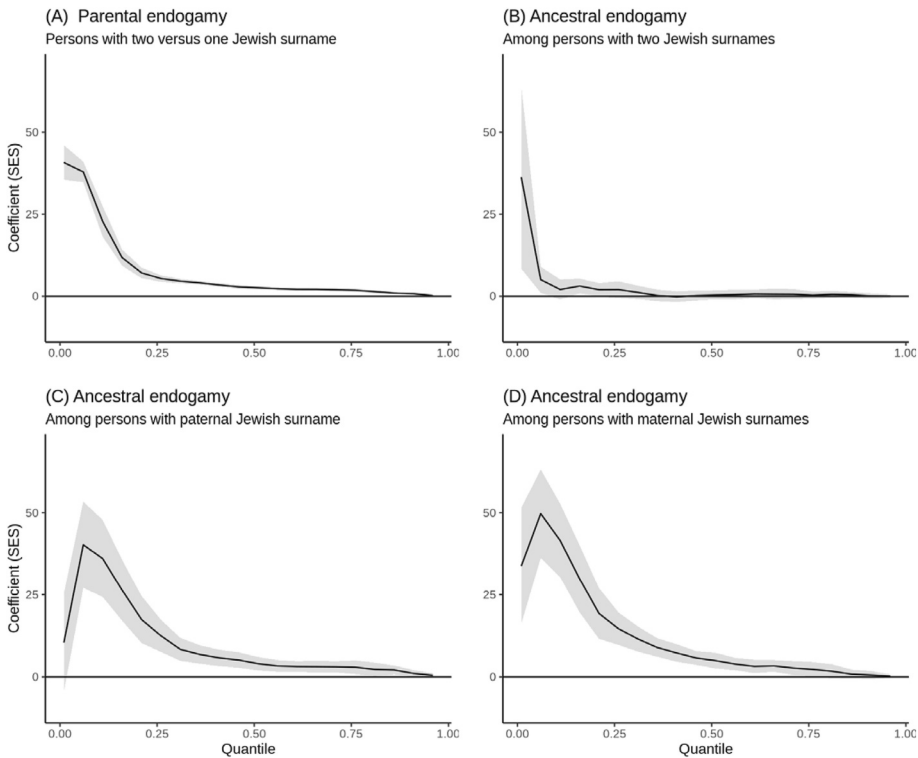 (A) Parental endogamy
Persons with two versus one Jewish surname
Coefficient (SES)
50
25
0
0.00 0.25 0.50 0.75 1.00
(B) Ancestral endogamy
Among persons with two Jewish surnames
50
25
0
0.00 0.25 0.50 0.75 1.00
(C) Ancestral endogamy
Among persons with paternal Jewish surname
Coefficient (SES)
50
25
0
0.00 0.25 0.50 0.75 1.00
Quantile
(D) Ancestral endogamy
Among persons with maternal Jewish surnames
50
25
0
0.00 0.25 0.50 0.75 1.00
Quantile